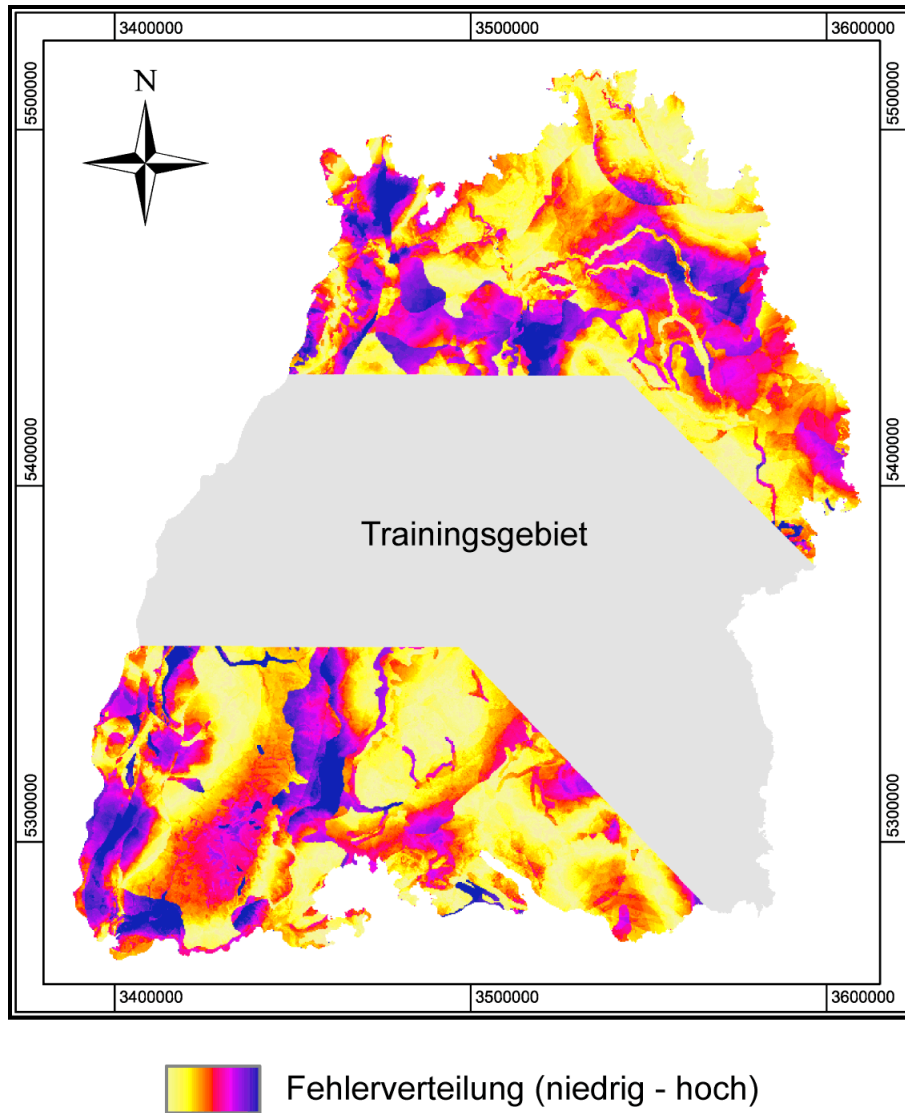 3400000 3500000 3600000
N
5500000 5500000
Trainingsgebiet
5400000 5400000
5300000 5300000
3400000 3500000 3600000
Fehlerverteilung (niedrig - hoch)